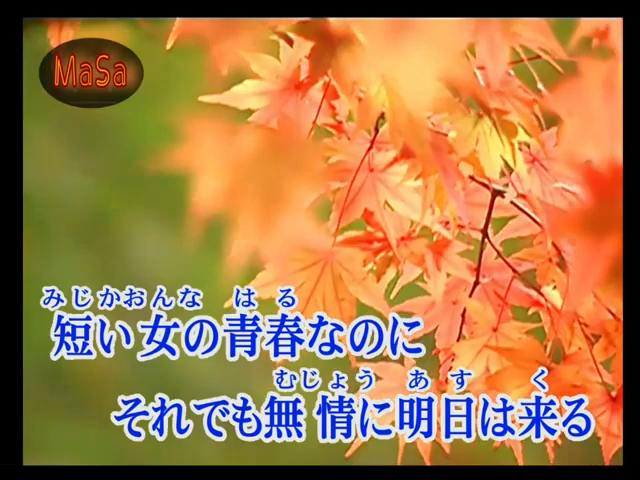 MaSa
みじかおんな はる
短い女の青春なのに
むじょう あす く
それでも無情に明日は来る